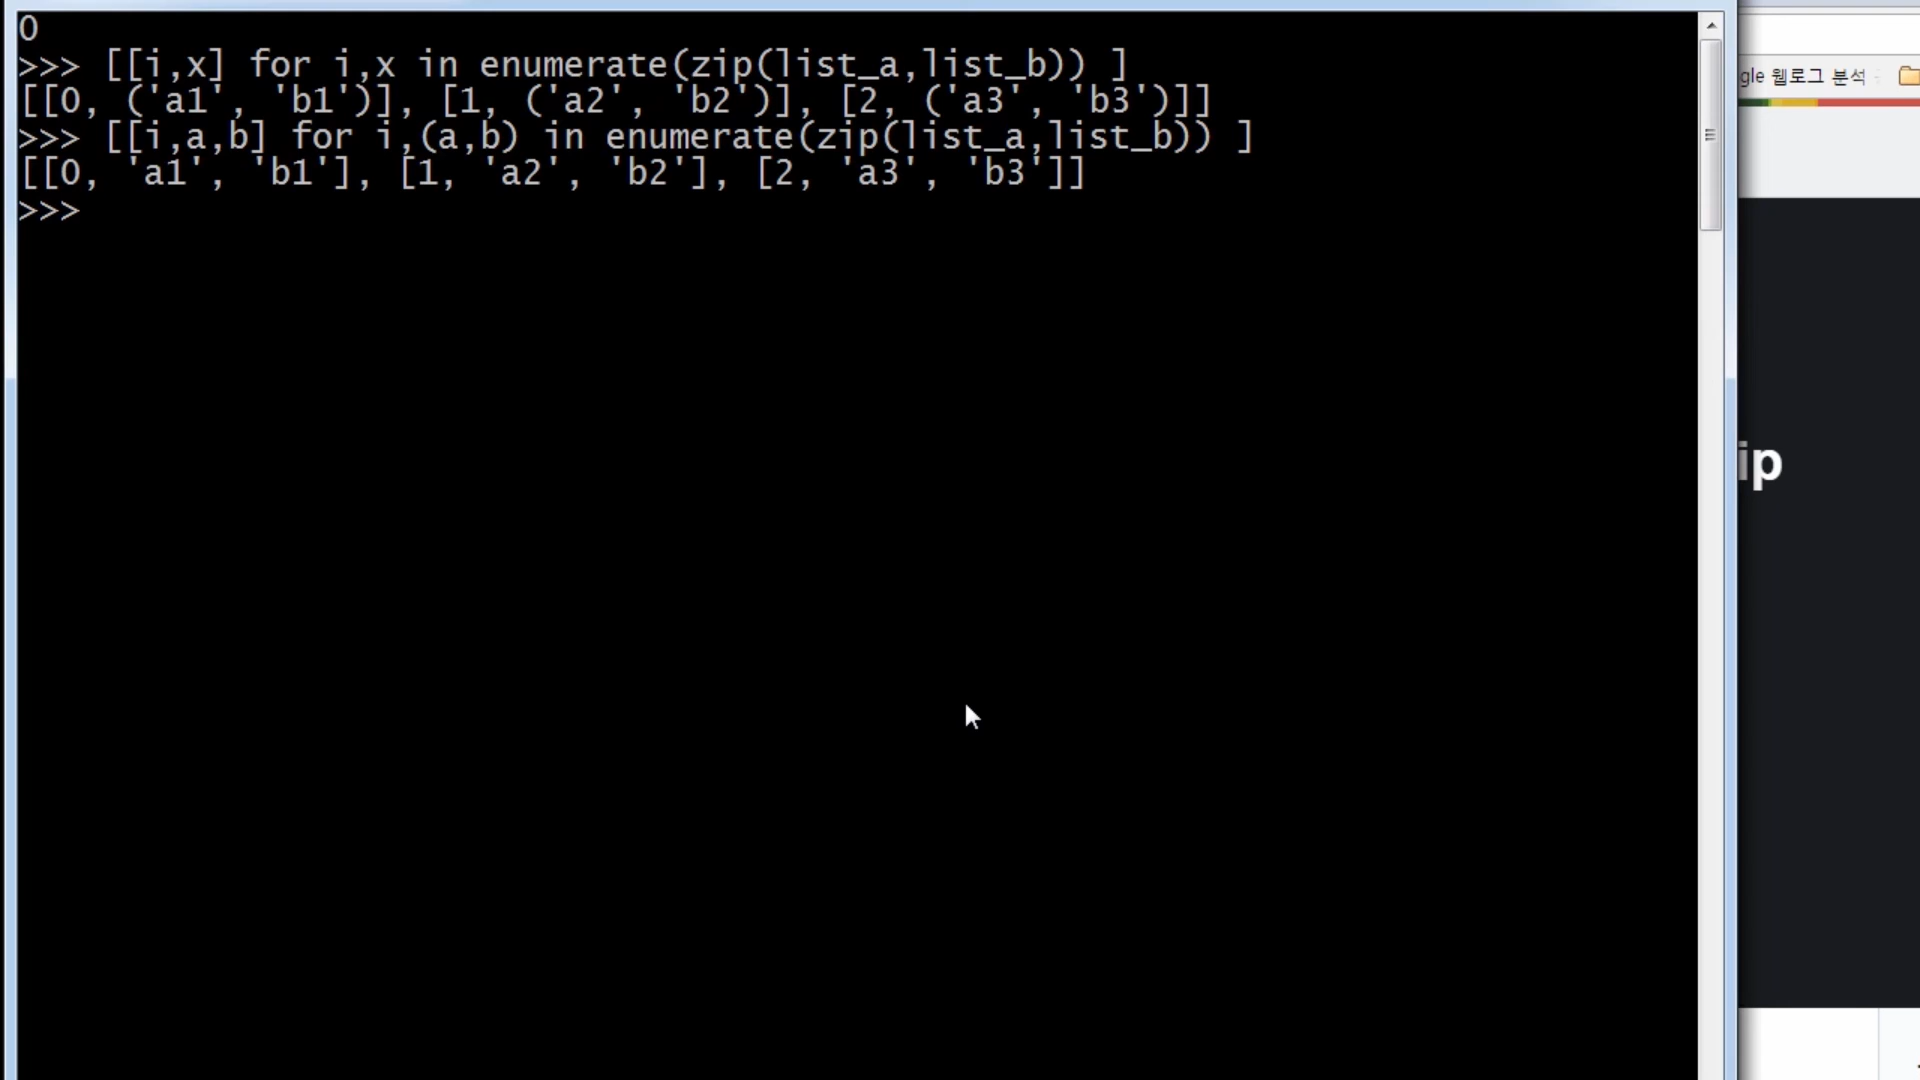 0
>>> [[i,x] for i,x in enumerate(zip(list_a,list_b)) ]
[[0, ('a1', 'b1')], [1, ('a2', 'b2')], [2, ('a3', 'b3')]]
>>> [[i,a,b] for i,(a,b) in enumerate(zip(list_a,list_b)) ]
[[0, 'a1', 'b1'], [1, 'a2', 'b2'], [2, 'a3', 'b3']]
>>>
gle 웹로그 분석
ip